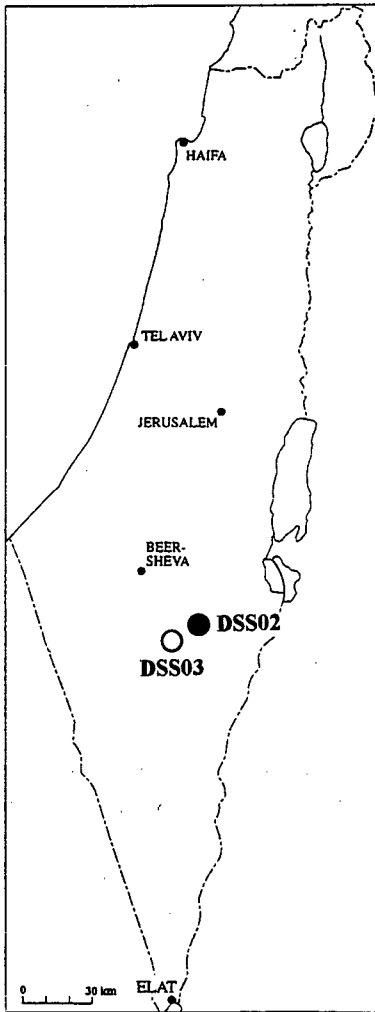 HAIFA
TEL AVIV
JERUSALEM
BEER-
SHEVA
DSS02
DSS03
ELAT
0 30 km